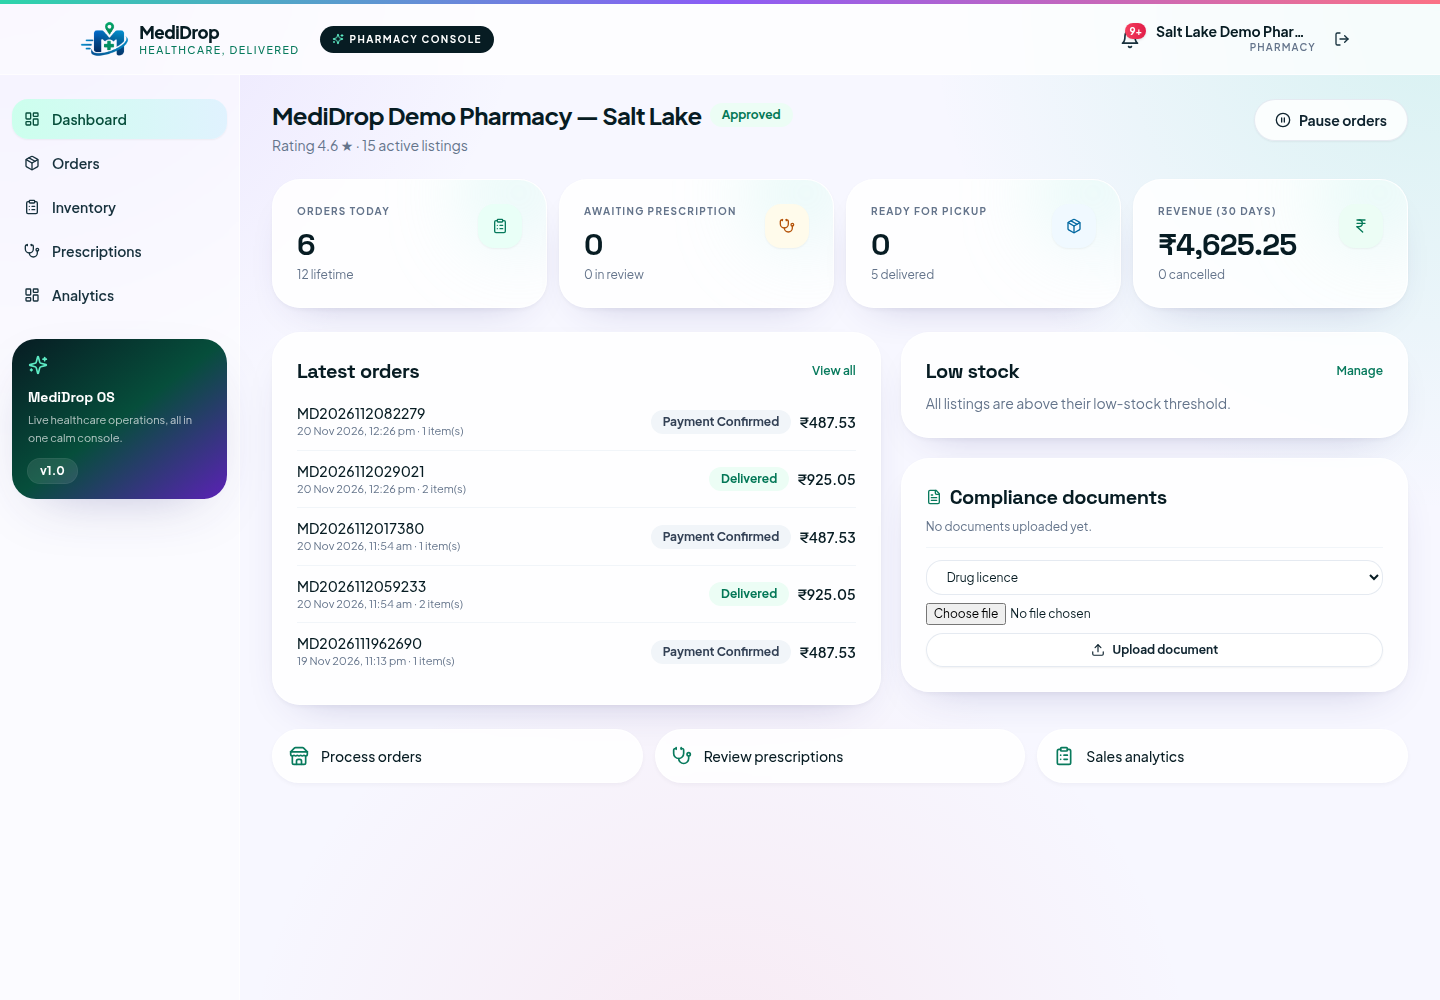 MediDrop
HEALTHCARE, DELIVERED
PHARMACY CONSOLE
9+
Salt Lake Demo Phar...
PHARMACY
Dashboard
Orders
Inventory
Prescriptions
Analytics
MediDrop OS
Live healthcare operations, all in
one calm console.
v1.0
MediDrop Demo Pharmacy — Salt Lake
Approved
Rating 4.6 ★ · 15 active listings
Pause orders
ORDERS TODAY
6
12 lifetime
AWAITING PRESCRIPTION
0
0 in review
READY FOR PICKUP
0
5 delivered
REVENUE (30 DAYS)
₹4,625.25
0 cancelled
₹
Latest orders
View all
MD2026112082279
20 Nov 2026, 12:26 pm · 1 item(s)
Payment Confirmed
₹487.53
MD2026112029021
20 Nov 2026, 12:26 pm · 2 item(s)
Delivered
₹925.05
MD2026112017380
20 Nov 2026, 11:54 am · 1 item(s)
Payment Confirmed
₹487.53
MD2026112059233
20 Nov 2026, 11:54 am · 2 item(s)
Delivered
₹925.05
MD2026111962690
19 Nov 2026, 11:13 pm · 1 item(s)
Payment Confirmed
₹487.53
Low stock
Manage
All listings are above their low-stock threshold.
Compliance documents
No documents uploaded yet.
Drug licence
Choose file No file chosen
Upload document
Process orders
Review prescriptions
Sales analytics